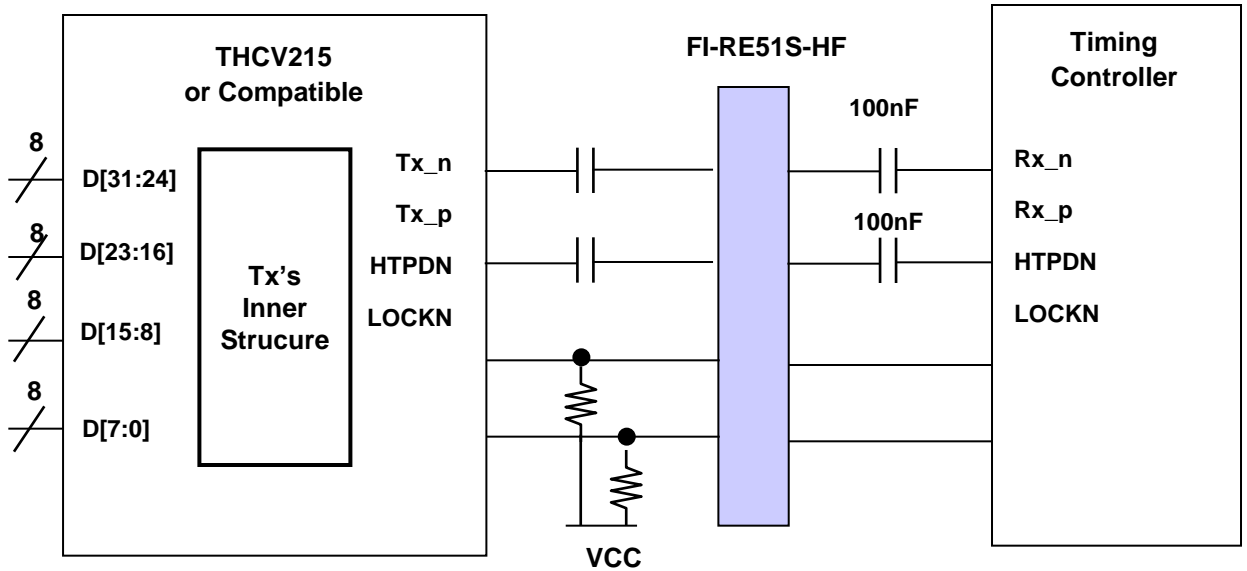 THCV215
or Compatible
8
D[31:24]
8
D[23:16]
8
D[15:8]
8
D[7:0]
Tx's
Inner
Strucure
Tx_n
Tx_p
HTPDN
LOCKN
VCC
FI-RE51S-HF
100nF
100nF
Timing
Controller
Rx_n
Rx_p
HTPDN
LOCKN